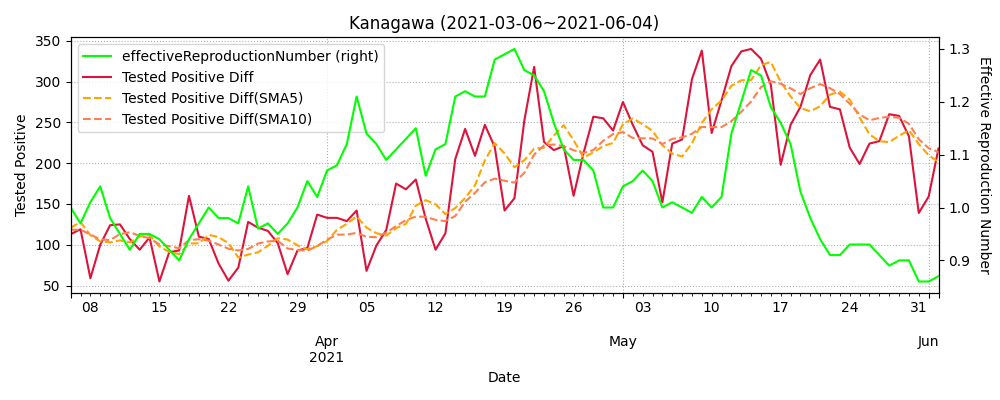 Kanagawa (2021-03-06~2021-06-04)
effectiveReproductionNumber (right)
Tested Positive Diff
Tested Positive Diff(SMA5)
Tested Positive Diff(SMA10)
Tested Positive
350
300
250
200
150
100
50
Effective Reproduction Number
1.3
1.2
1.1
1.0
0.9
08 15 22 29 05 12 19 26 03 10 17 24 31
Apr May Jun
2021
Date